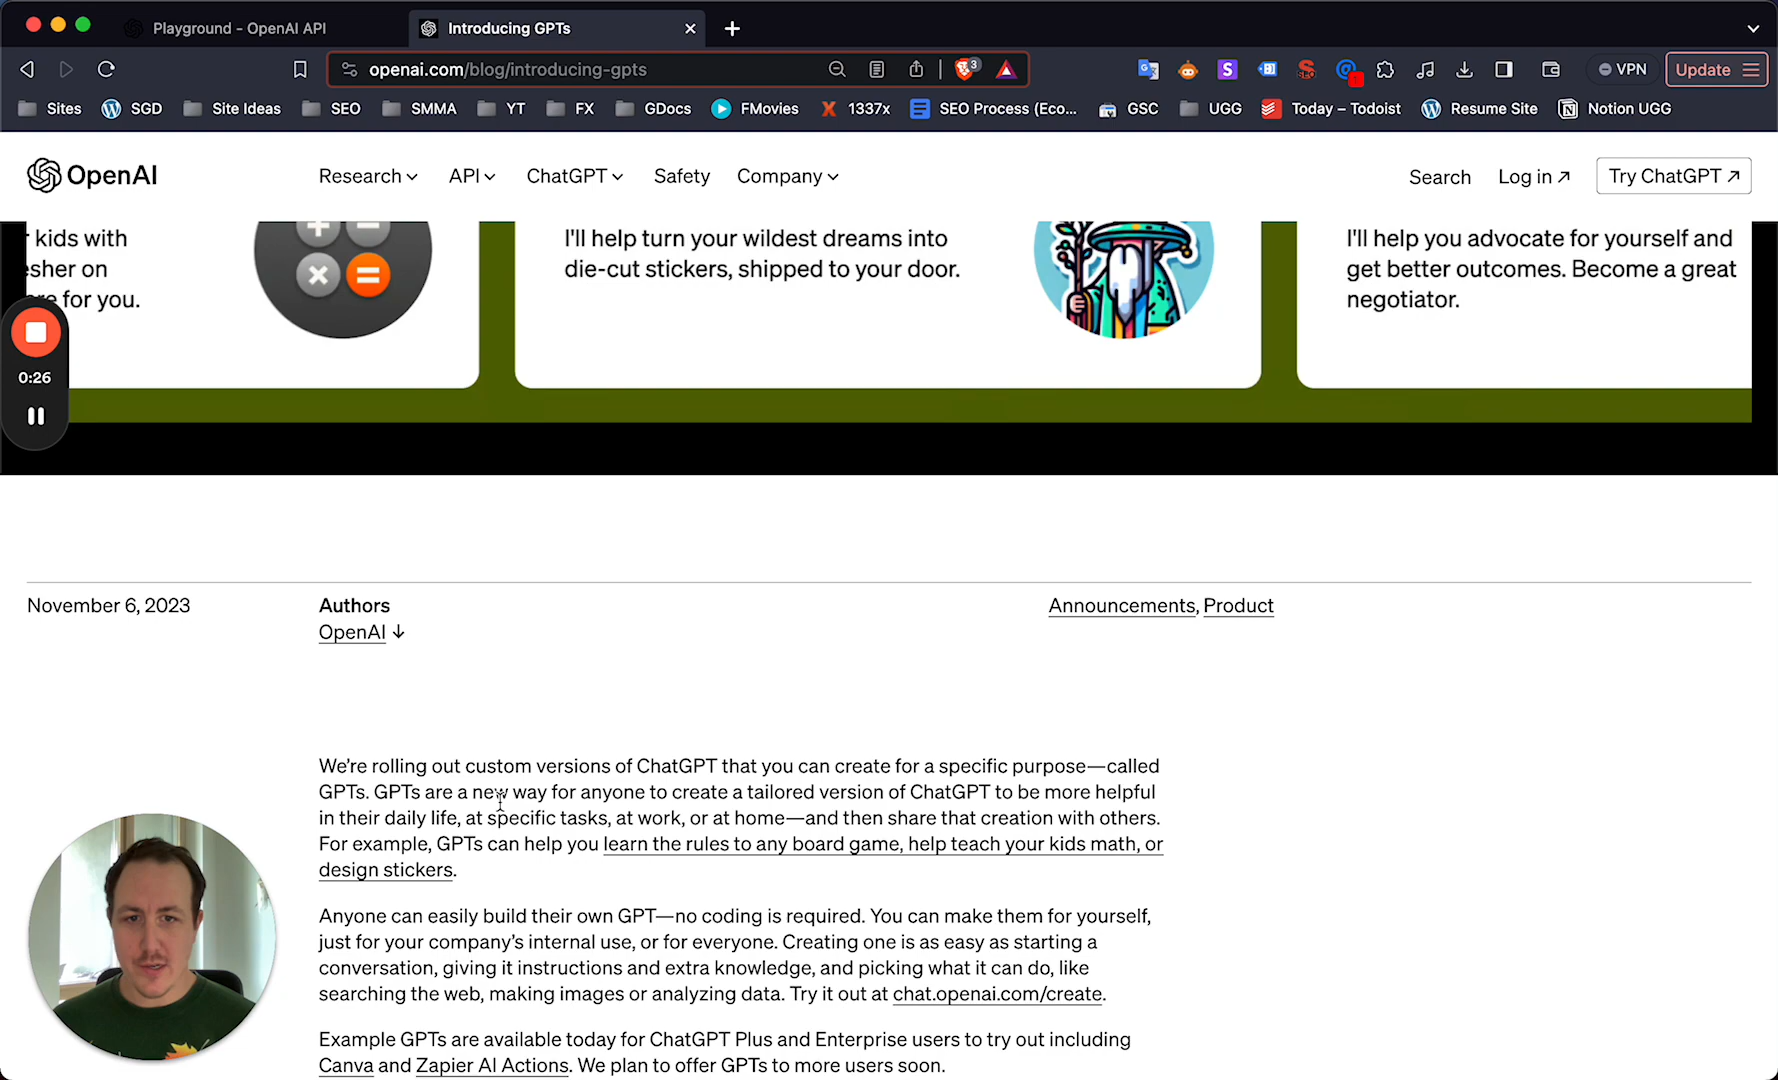 Playground - OpenAI API
Introducing GPTs
openai.com/blog/introducing-gpts
3
VPN
Update
Sites
SGD
Site Ideas
SEO
SMMA
YT
FX
GDocs
FMovies
1337x
SEO Process (Eco...
GSC
UGG
Today – Todoist
Resume Site
Notion UGG
OpenAI
Research
API
ChatGPT
Safety
Company
Search
Log in ↗
Try ChatGPT ↗
kids with
esher on
for you.
I'll help turn your wildest dreams into
die-cut stickers, shipped to your door.
I'll help you advocate for yourself and
get better outcomes. Become a great
negotiator.
0:26
November 6, 2023
Authors
OpenAI ↓
Announcements, Product
We're rolling out custom versions of ChatGPT that you can create for a specific purpose—called
GPTs. GPTs are a new way for anyone to create a tailored version of ChatGPT to be more helpful
in their daily life, at specific tasks, at work, or at home—and then share that creation with others.
For example, GPTs can help you learn the rules to any board game, help teach your kids math, or
design stickers.
Anyone can easily build their own GPT—no coding is required. You can make them for yourself,
just for your company's internal use, or for everyone. Creating one is as easy as starting a
conversation, giving it instructions and extra knowledge, and picking what it can do, like
searching the web, making images or analyzing data. Try it out at chat.openai.com/create.
Example GPTs are available today for ChatGPT Plus and Enterprise users to try out including
Canva and Zapier AI Actions. We plan to offer GPTs to more users soon.